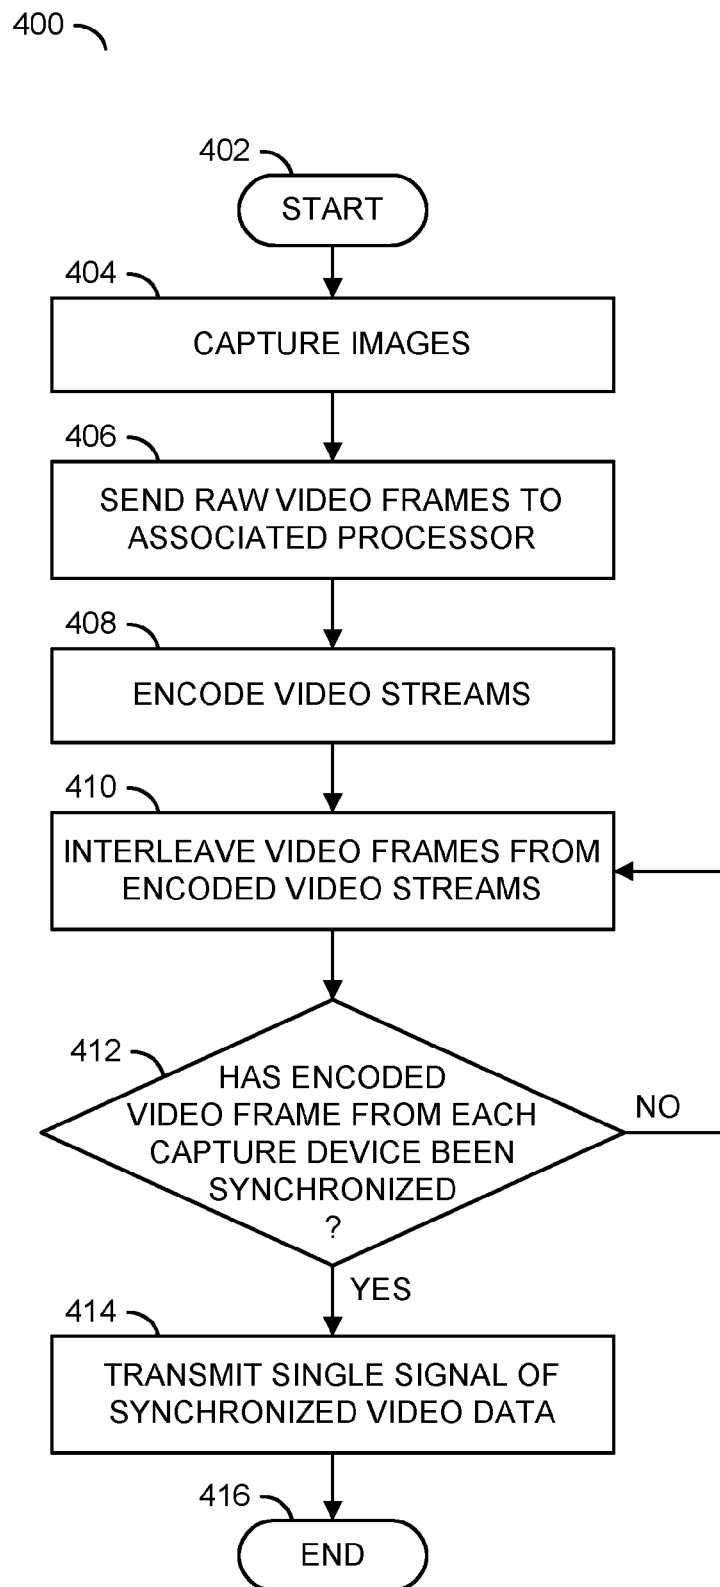 400
402
START
404
CAPTURE IMAGES
406
SEND RAW VIDEO FRAMES TO
ASSOCIATED PROCESSOR
408
ENCODE VIDEO STREAMS
410
INTERLEAVE VIDEO FRAMES FROM
ENCODED VIDEO STREAMS
412
HAS ENCODED
VIDEO FRAME FROM EACH
CAPTURE DEVICE BEEN
SYNCHRONIZED
?
NO
YES
414
TRANSMIT SINGLE SIGNAL OF
SYNCHRONIZED VIDEO DATA
416
END